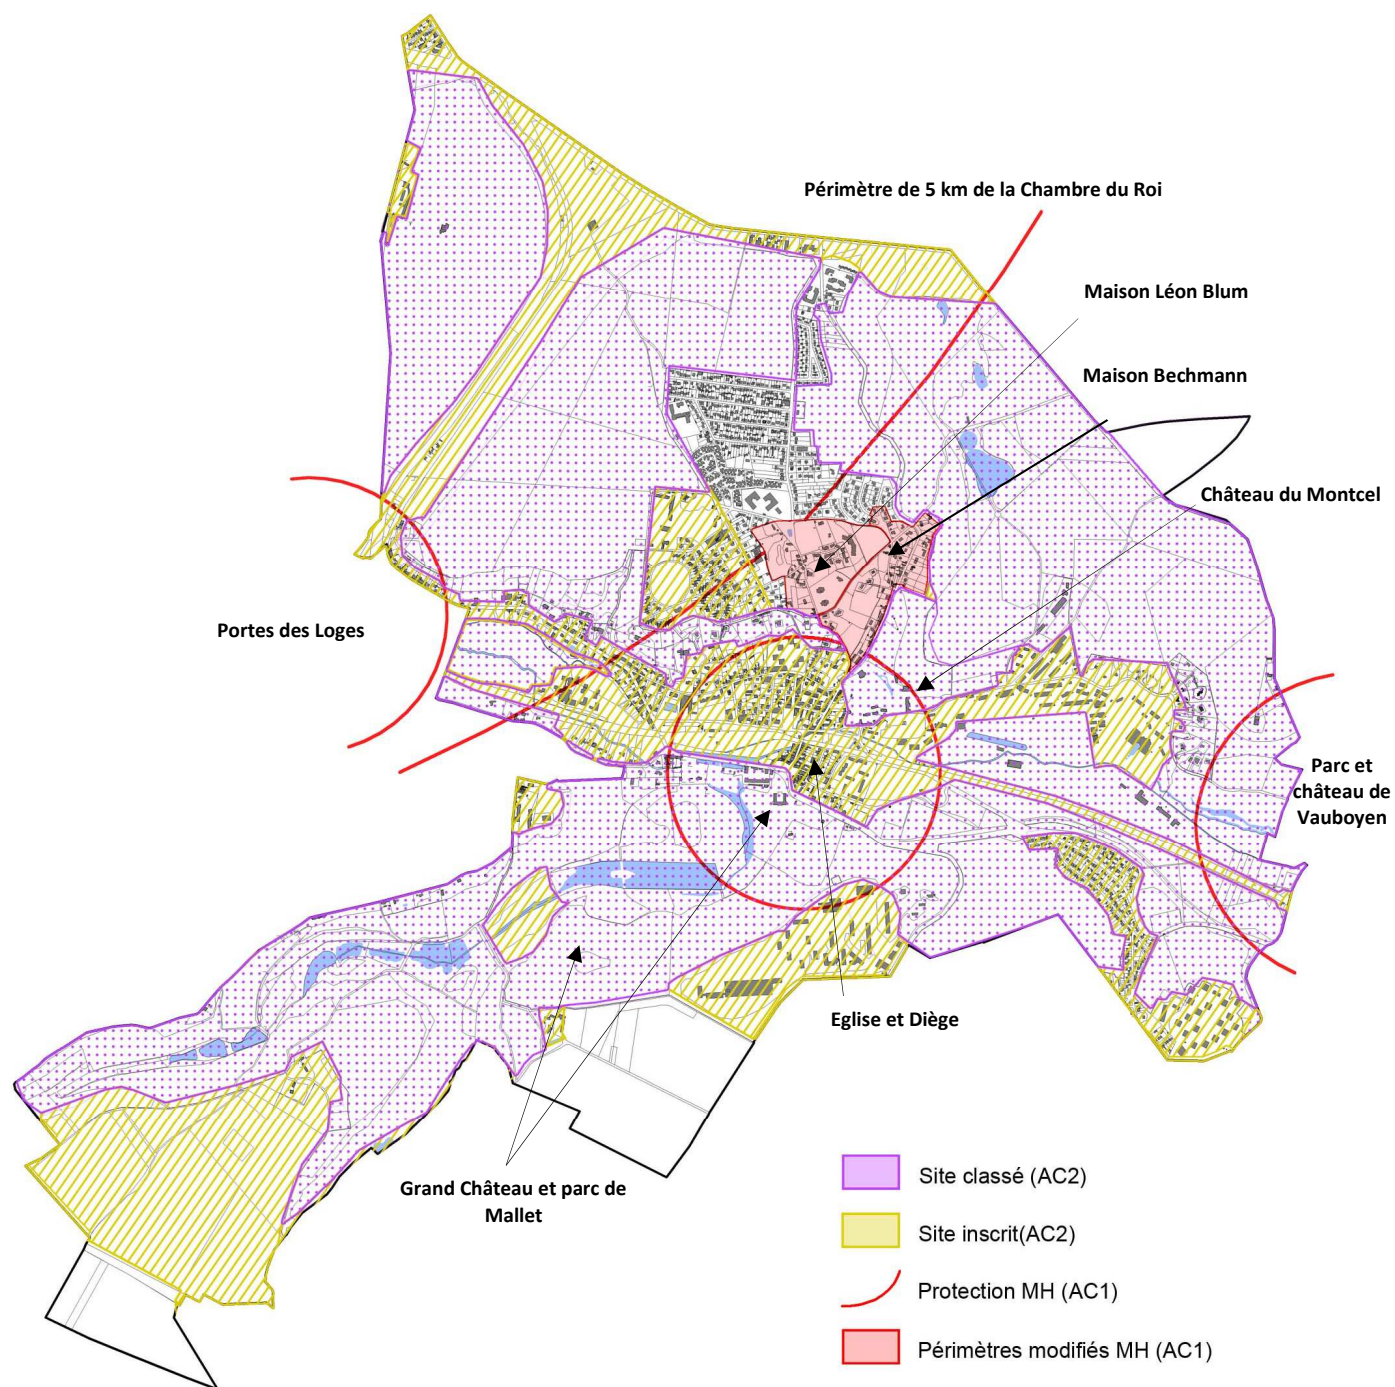 Périmètre de 5 km de la Chambre du Roi
Maison Léon Blum
Maison Bechmann
Château du Montcel
Portes des Loges
Parc et
château de
Vauboyen
Eglise et Diège
Grand Château et parc de
Mallet
Site classé (AC2)
Site inscrit(AC2)
Protection MH (AC1)
Périmètres modifiés MH (AC1)